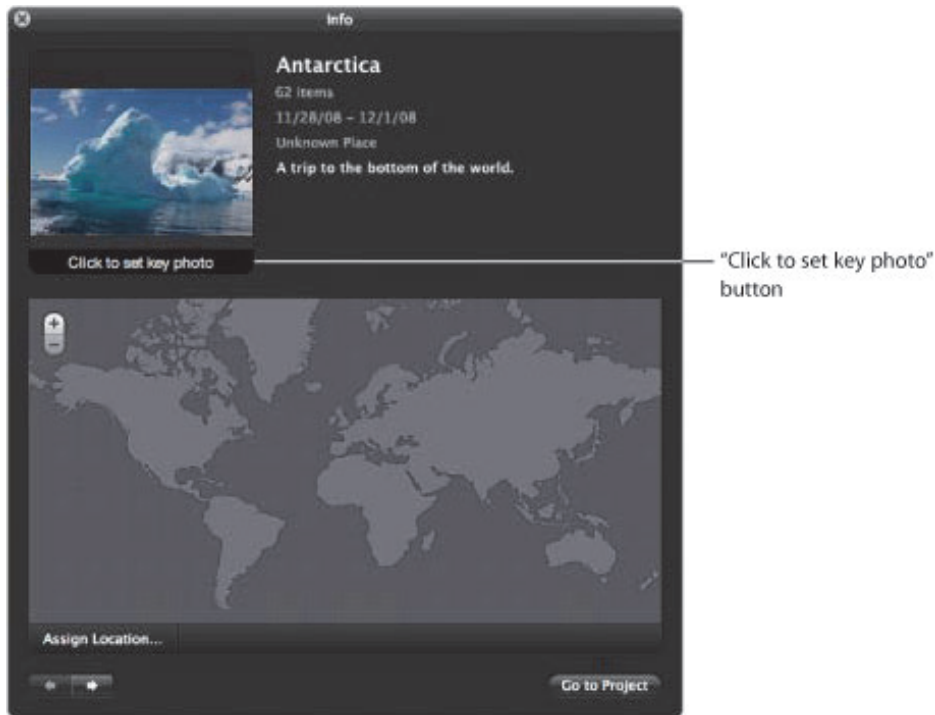 Info
Antarctica
62 items
11/28/08 – 12/1/08
Unknown Place
A trip to the bottom of the world.
Click to set key photo
"Click to set key photo"
button
Assign Location...
Go to Project